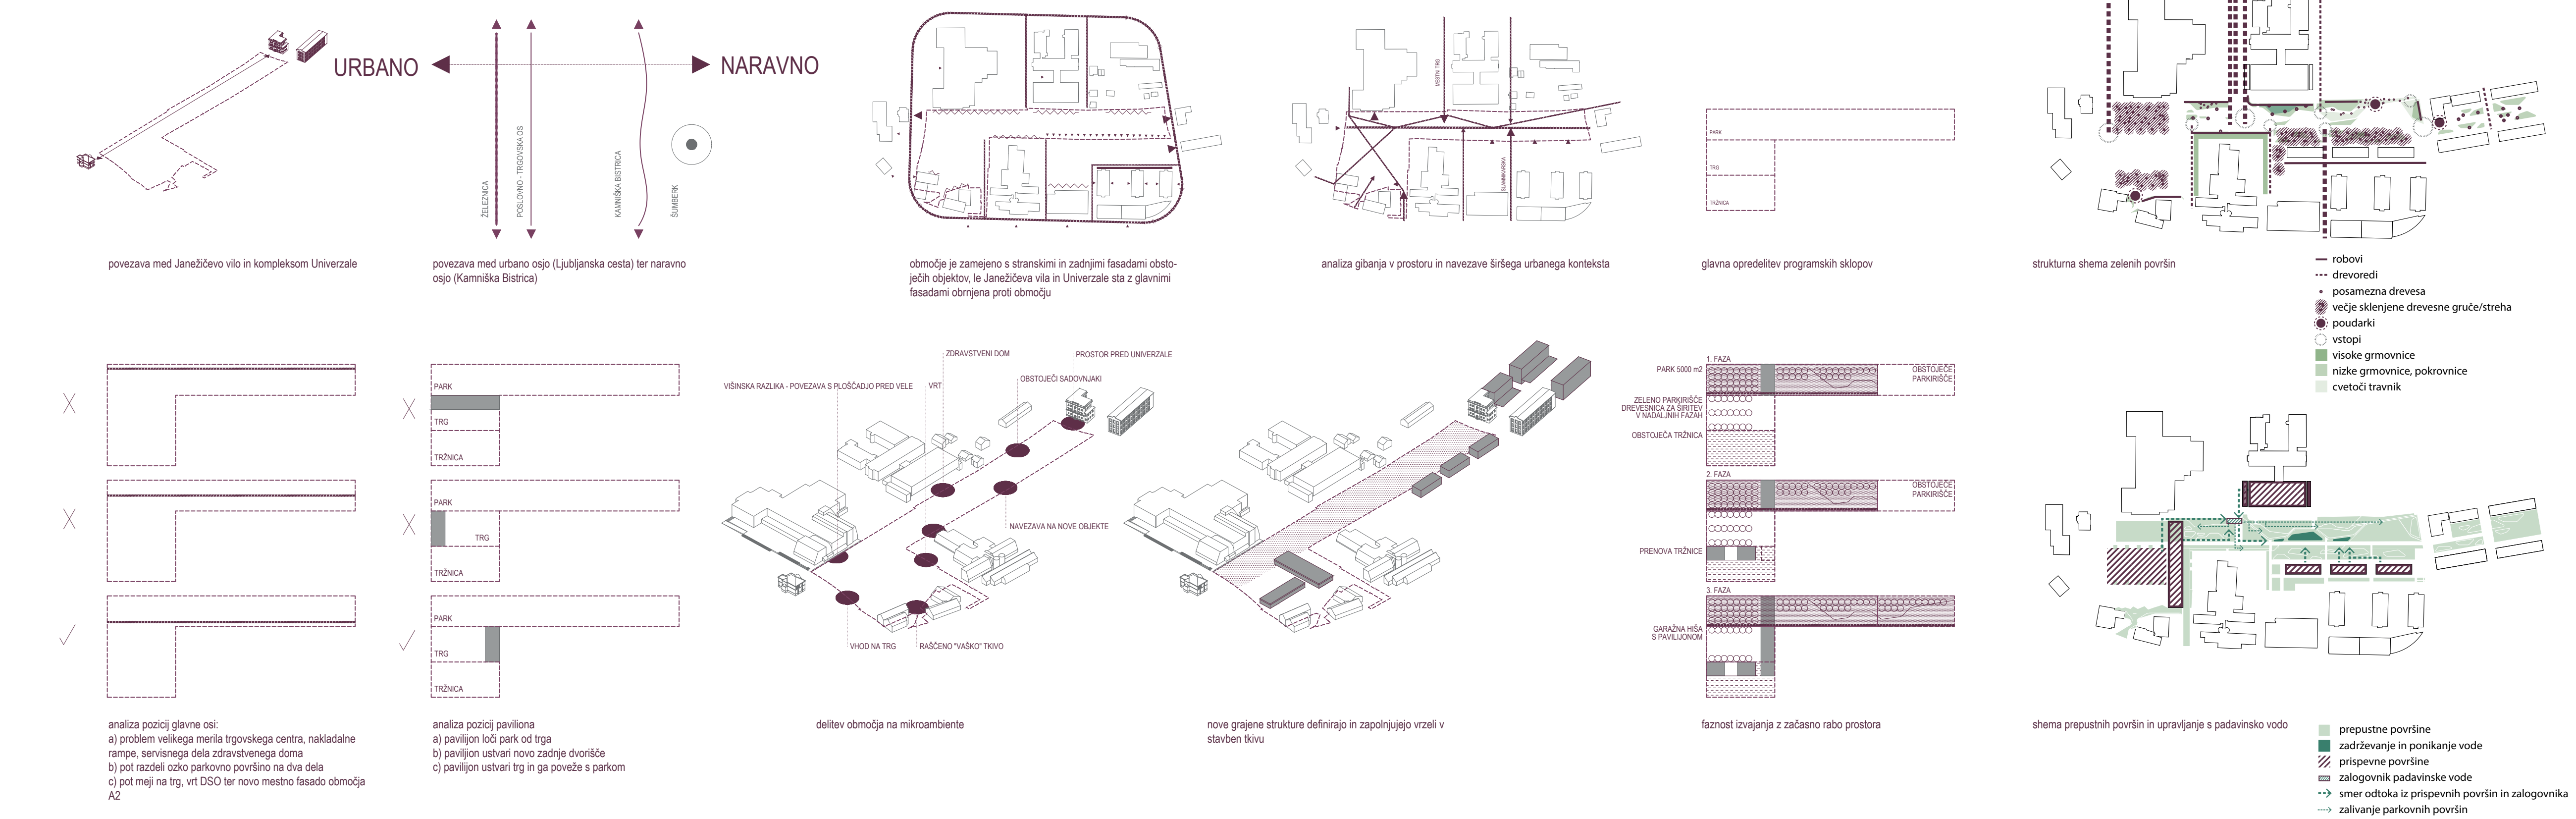 URBANO
NARAVNO
ŽELEZNICA
POSLOVNO - TRGOVSKA OS
KAMNIŠKA BISTRICA
ŠUMBERK
MESTNI TRG
SLAMNIKARSKA
PARK
TRG
TRŽNICA
povezava med Janežičevo vilo in kompleksom Univerzale
povezava med urbano osjo (Ljubljanska cesta) ter naravno
osjo (Kamniška Bistrica)
območje je zamejeno s stranskimi in zadnjimi fasadami obsto-
ječih objektov, le Janežičeva vila in Univerzale sta z glavnimi
fasadami obrnjena proti območju
analiza gibanja v prostoru in navezave širšega urbanega konteksta
glavna opredelitev programskih sklopov
strukturna shema zelenih površin
robovi
drevoredi
posamezna drevesa
večje sklenjene drevesne gruče/streha
poudarki
vstopi
visoke grmovnice
nizke grmovnice, pokrovnice
cvetoči travnik
PARK
TRG
TRŽNICA
PARK
TRG
TRŽNICA
PARK
TRG
TRŽNICA
ZDRAVSTVENI DOM
PROSTOR PRED UNIVERZALE
VIŠINSKA RAZLIKA - POVEZAVA S PLOŠČADJO PRED VELE
VRT
OBSTOJEČI SADOVNJAKI
NAVEZAVA NA NOVE OBJEKTE
VHOD NA TRG
RAŠČENO "VAŠKO" TKIVO
1. FAZA
PARK 5000 m2
OBSTOJEČE
PARKIRIŠČE
ZELENO PARKIRIŠČE
DREVESNICA ZA ŠIRITEV
V NADALJNIH FAZAH
OBSTOJEČA TRŽNICA
2. FAZA
OBSTOJEČE
PARKIRIŠČE
PRENOVA TRŽNICE
3. FAZA
GARAŽNA HIŠA
S PAVILIJONOM
analiza pozicij glavne osi:
a) problem velikega merila trgovskega centra, nakladalne
rampe, servisnega dela zdravstvenega doma
b) pot razdeli ozko parkovno površino na dva dela
c) pot meji na trg, vrt DSO ter novo mestno fasado območja
A2
analiza pozicij paviliona
a) pavilijon loči park od trga
b) paviljijon ustvari novo zadnje dvorišče
c) pavilijon ustvari trg in ga poveže s parkom
delitev območja na mikroambiente
nove grajene strukture definirajo in zapolnjujejo vrzeli v
stavben tkivu
faznost izvajanja z začasno rabo prostora
shema prepustnih površin in upravljanje s padavinsko vodo
prepustne površine
zadrževanje in ponikanje vode
prispevne površine
zalogovnik padavinske vode
smer odtoka iz prispevnih površin in zalogovnika
zalivanje parkovnih površin